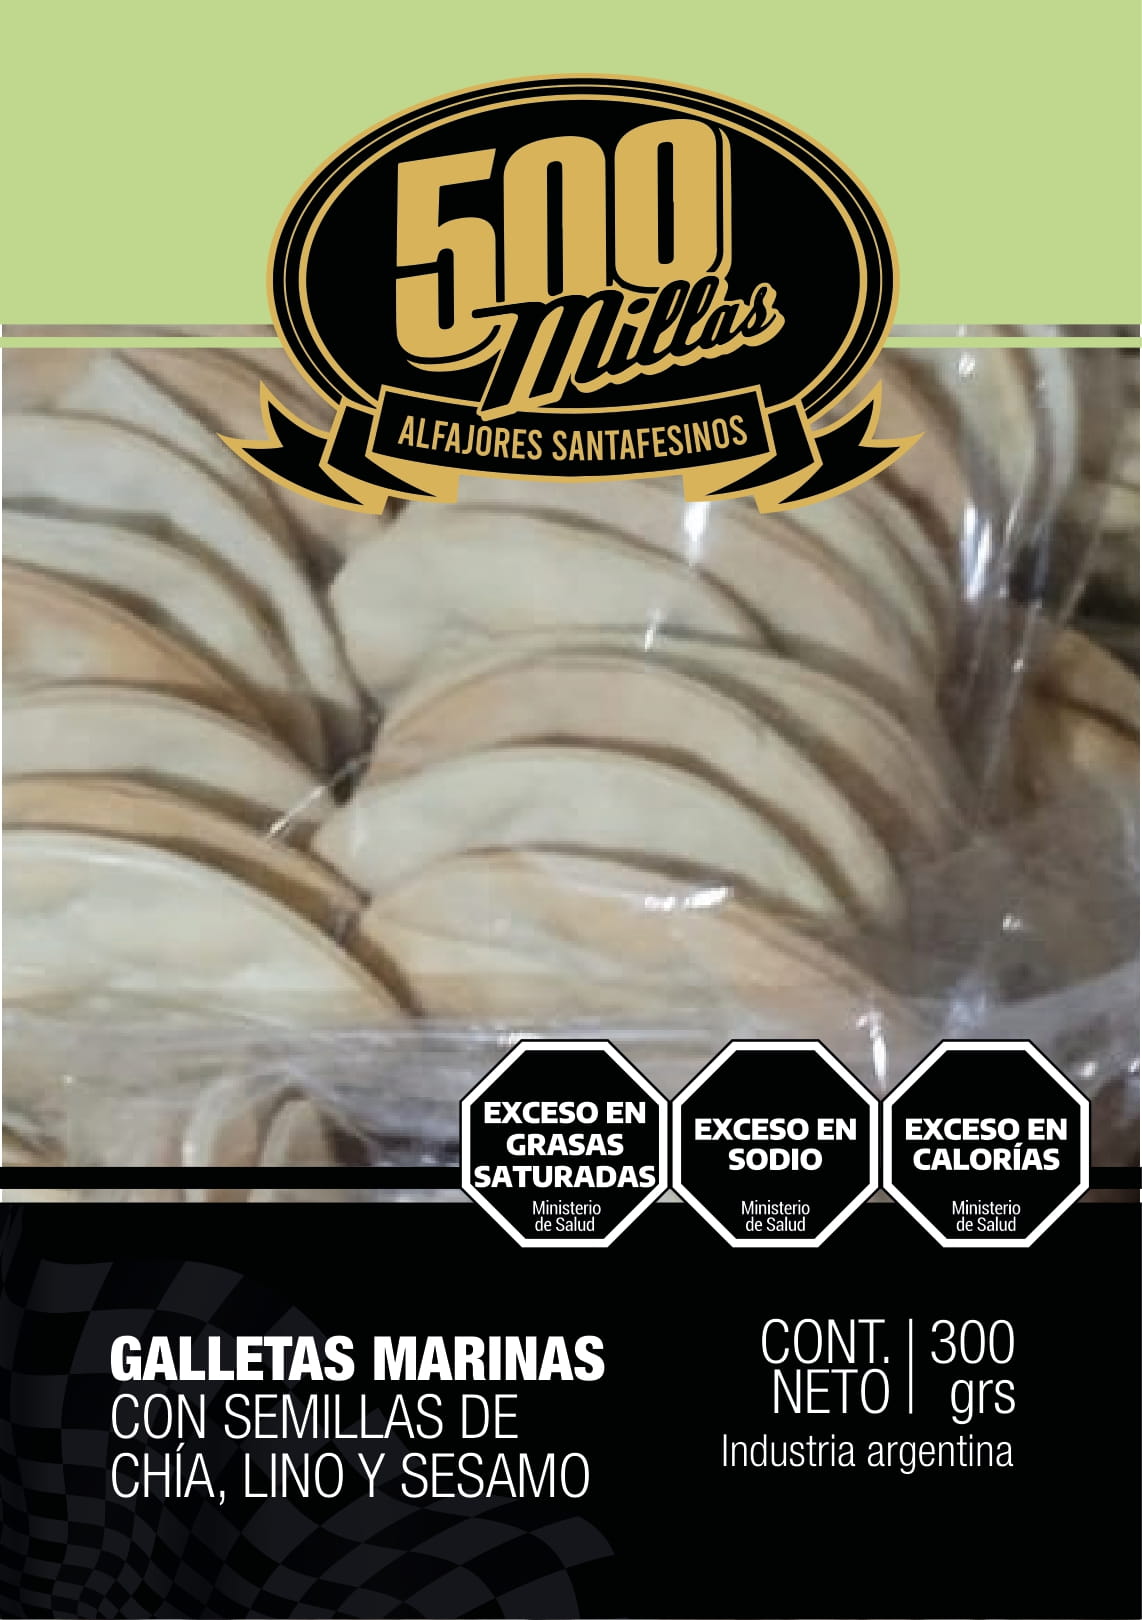 500
Millas
ALFAJORES SANTAFESINOS
EXCESO EN
GRASAS
SATURADAS
Ministerio
de Salud
EXCESO EN
SODIO
Ministerio
de Salud
EXCESO EN
CALORÍAS
Ministerio
de Salud
GALLETAS MARINAS
CON SEMILLAS DE
CHÍA, LINO Y SESAMO
CONT. NETO | 300 grs
Industria argentina